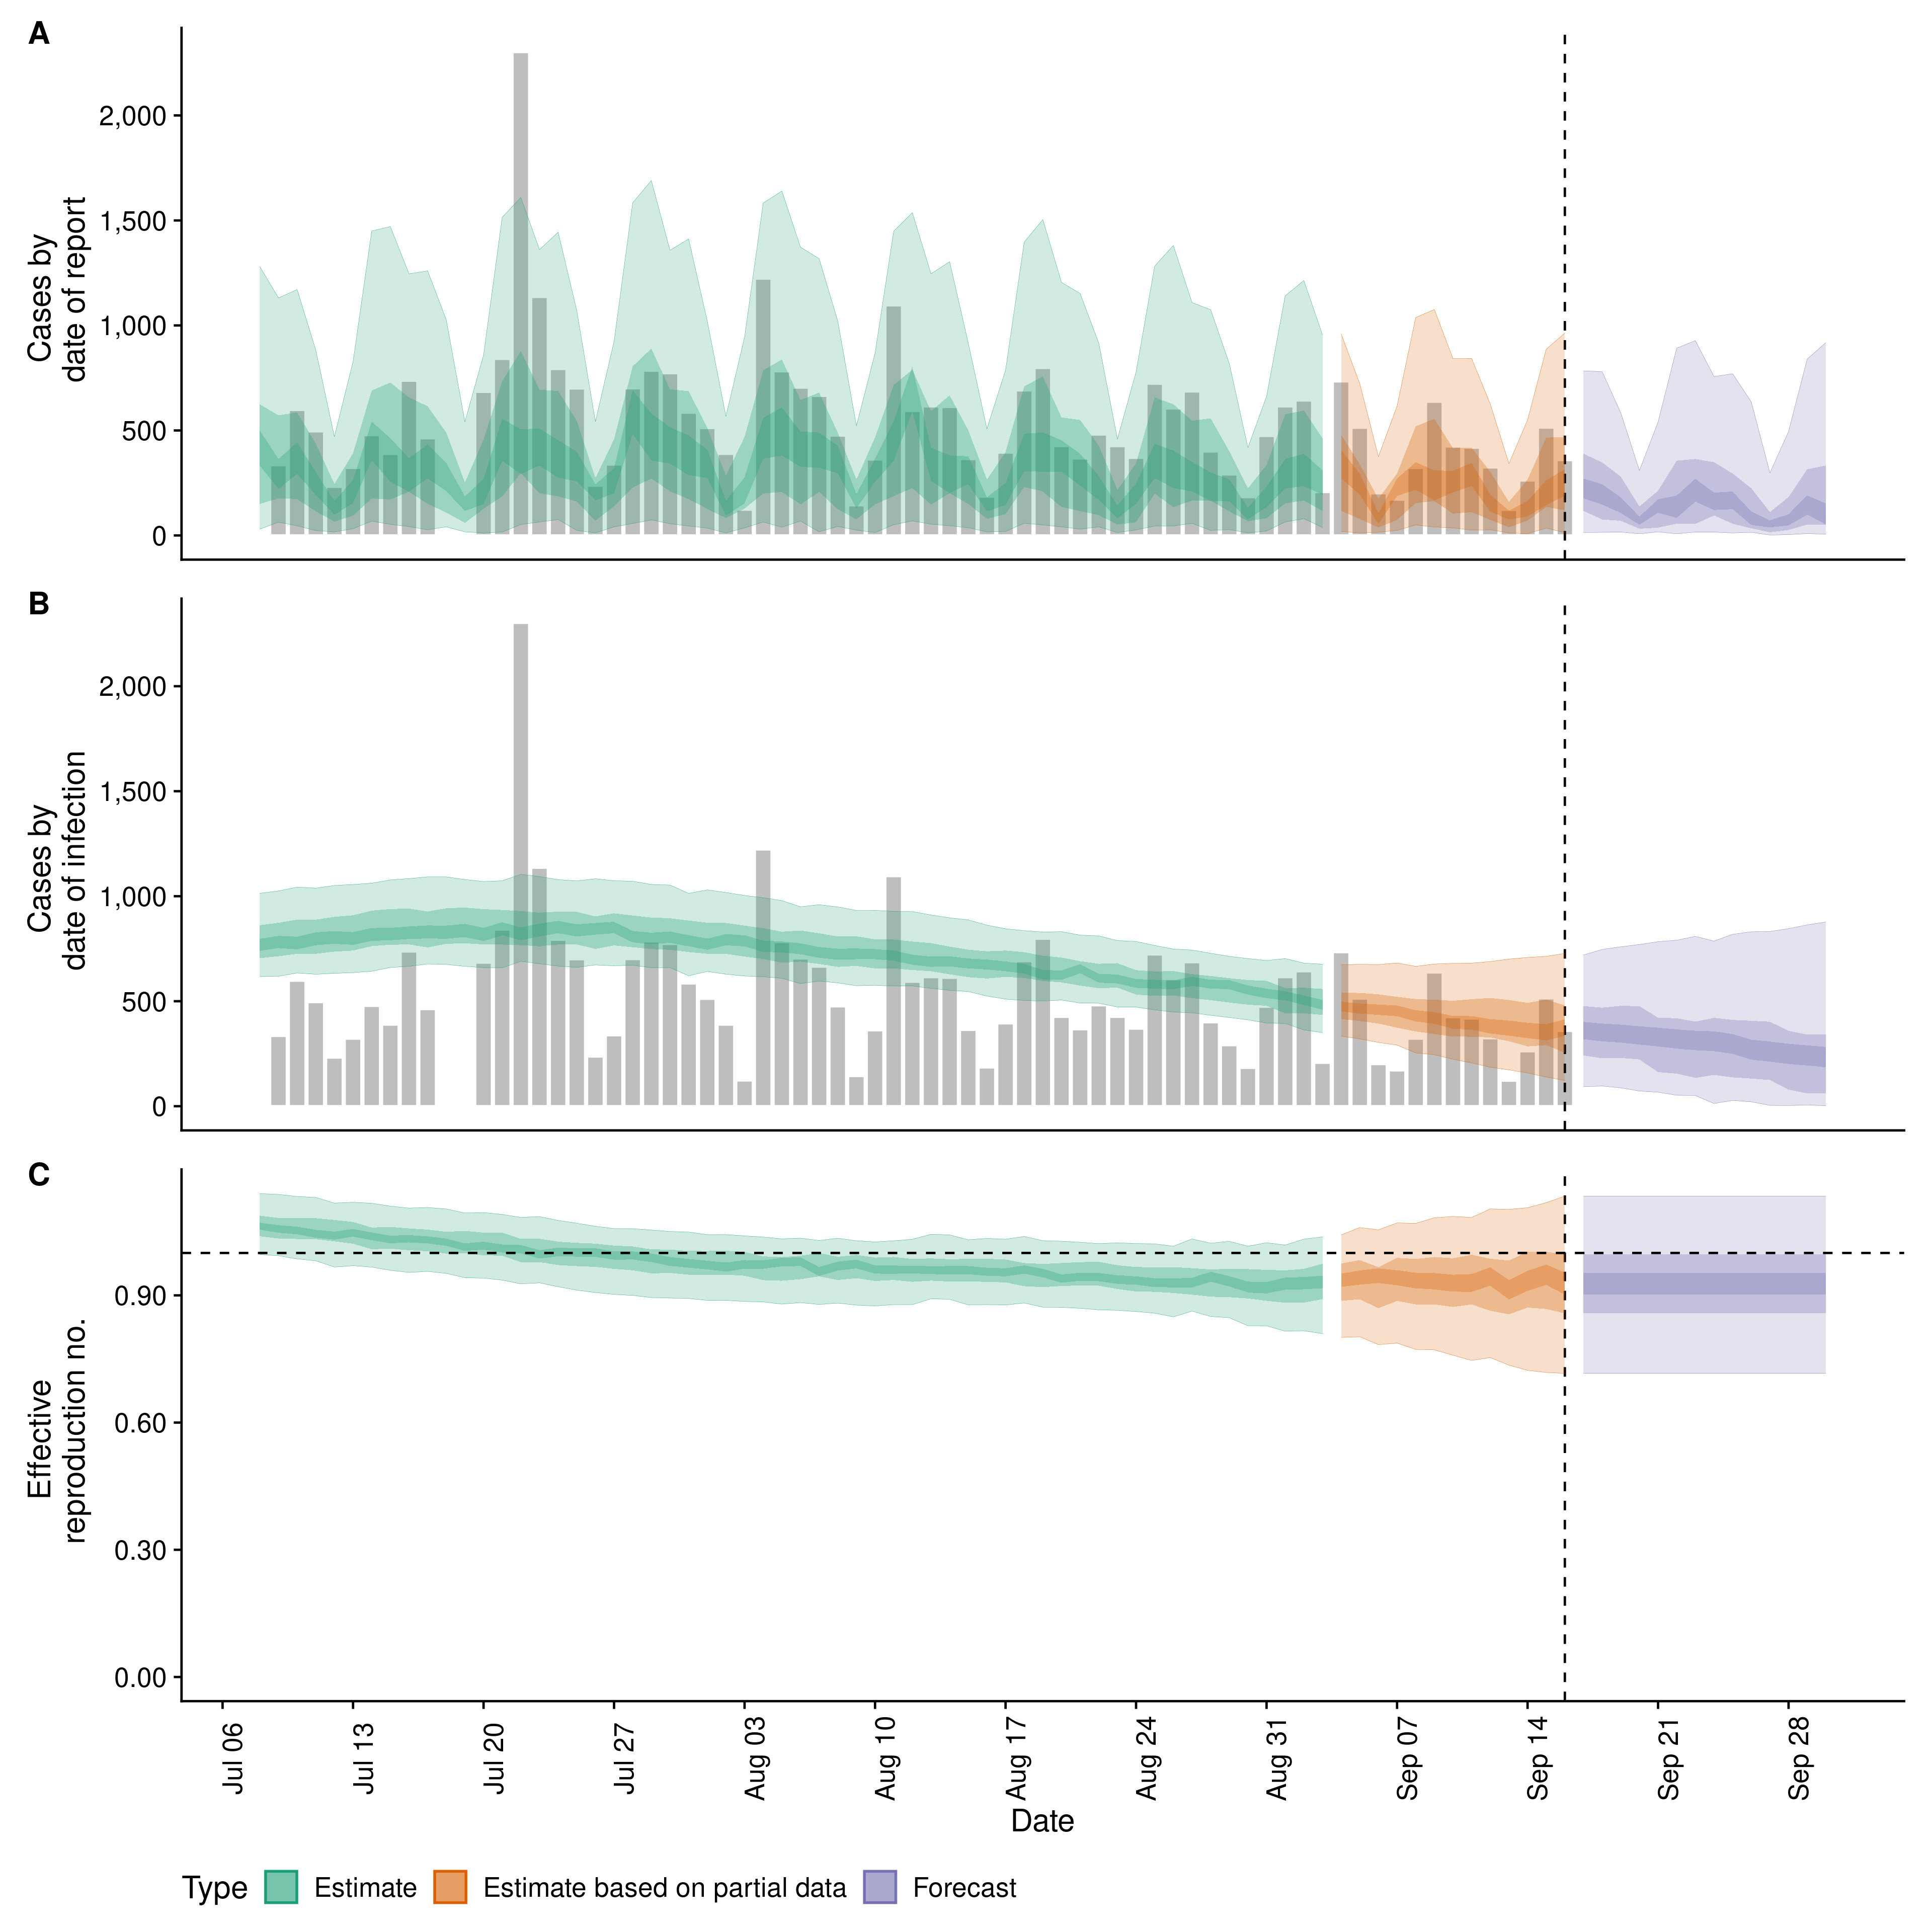 A
Cases by
date of report
2,000
1,500
1,000
500
0
B
Cases by
date of infection
2,000
1,500
1,000
500
0
C
Effective
reproduction no.
0.90
0.60
0.30
0.00
Jul 06
Jul 13
Jul 20
Jul 27
Aug 03
Aug 10
Aug 17
Aug 24
Aug 31
Sep 07
Sep 14
Sep 21
Sep 28
Date
Type Estimate Estimate based on partial data Forecast